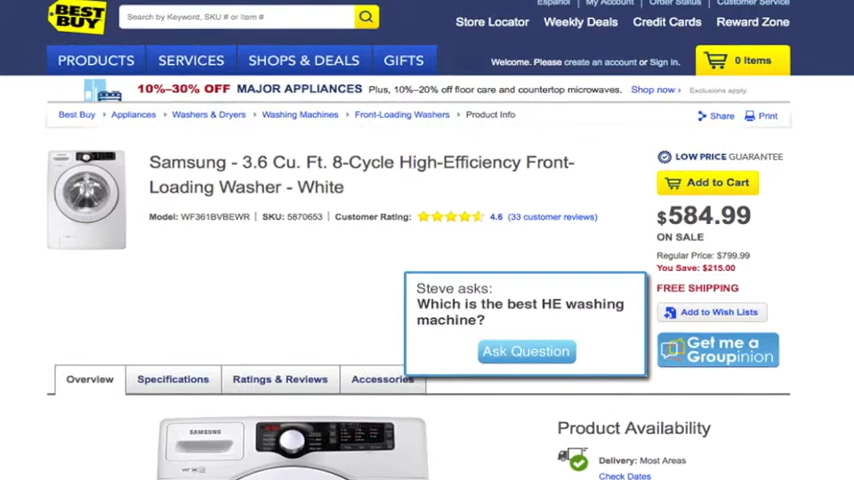 BEST
BUY
Search by Keyword, SKU # or Item #
Español | My Account | Order Status | Customer Service
Store Locator Weekly Deals Credit Cards Reward Zone
PRODUCTS SERVICES SHOPS & DEALS GIFTS
Welcome. Please create an account or Sign in.
0 Items
10%–30% OFF MAJOR APPLIANCES Plus, 10%–20% off floor care and countertop microwaves. Shop now › Exclusions apply.
Best Buy Appliances Washers & Dryers Washing Machines Front-Loading Washers Product Info
Share Print
Samsung - 3.6 Cu. Ft. 8-Cycle High-Efficiency Front-
Loading Washer - White
Model: WF361BVBEWR | SKU: 5870653 | Customer Rating: 4.6 (33 customer reviews)
LOW PRICE GUARANTEE
Add to Cart
$584.99
ON SALE
Regular Price: $799.99
You Save: $215.00
FREE SHIPPING
Add to Wish Lists
Get me a
Groupinion
Steve asks:
Which is the best HE washing
machine?
Ask Question
Overview Specifications Ratings & Reviews Accessories
SAMSUNG
Product Availability
Delivery: Most Areas
Check Dates